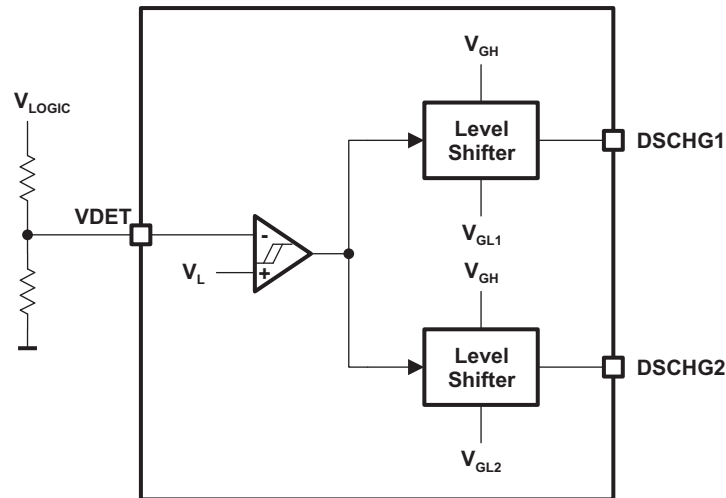 V_GH
V_LOGIC
Level
Shifter
DSCHG1
VDET
-
V_GL1
V_L
+
V_GH
Level
Shifter
DSCHG2
V_GL2